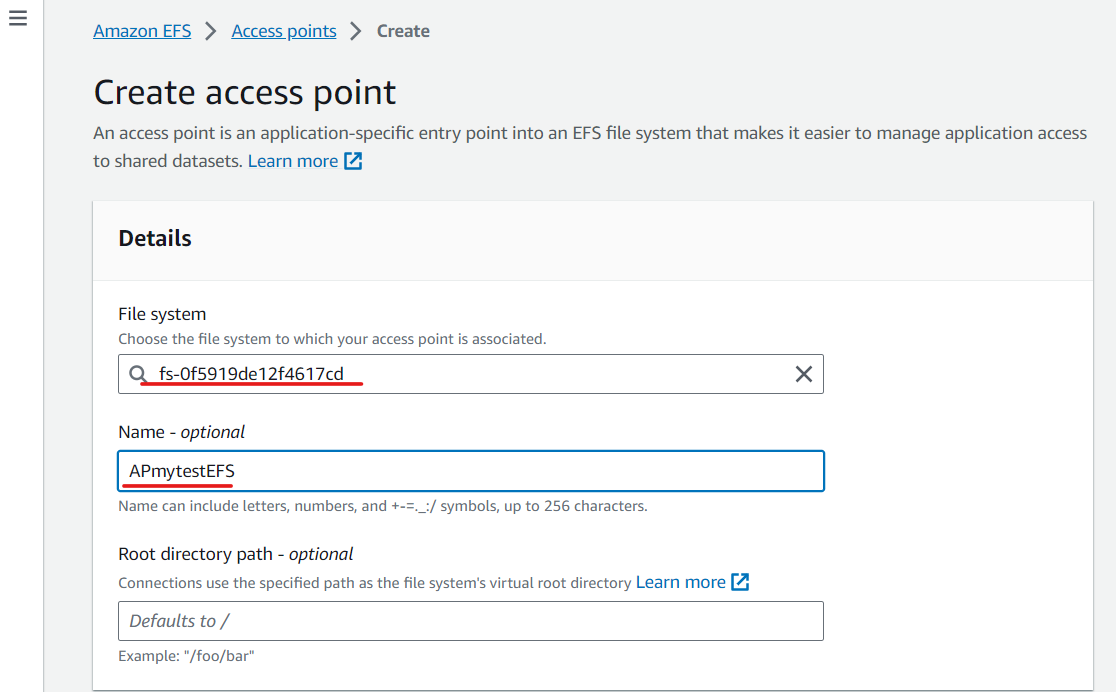 Amazon EFS > Access points > Create
Create access point
An access point is an application-specific entry point into an EFS file system that makes it easier to manage application access
to shared datasets. Learn more
Details
File system
Choose the file system to which your access point is associated.
fs-0f5919de12f4617cd
Name - optional
APmytestEFS
Name can include letters, numbers, and +-=._:/ symbols, up to 256 characters.
Root directory path - optional
Connections use the specified path as the file system's virtual root directory Learn more
Defaults to /
Example: "/foo/bar"